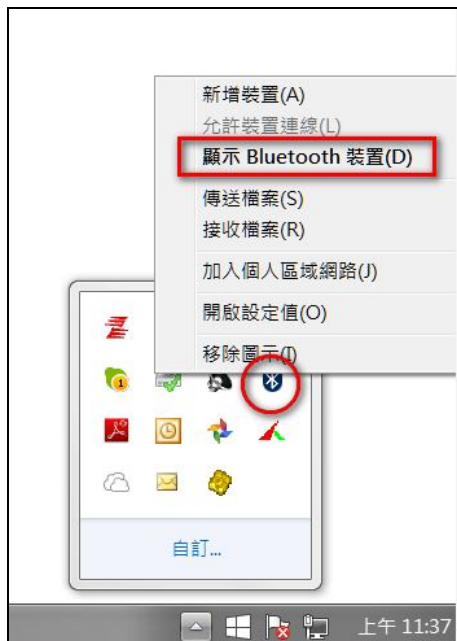 新增裝置(A)
允許裝置連線(L)
顯示 Bluetooth 裝置(D)
傳送檔案(S)
接收檔案(R)
加入個人區域網路(J)
開啟設定值(O)
移除圖示(I)
1
自訂...
上午 11:37